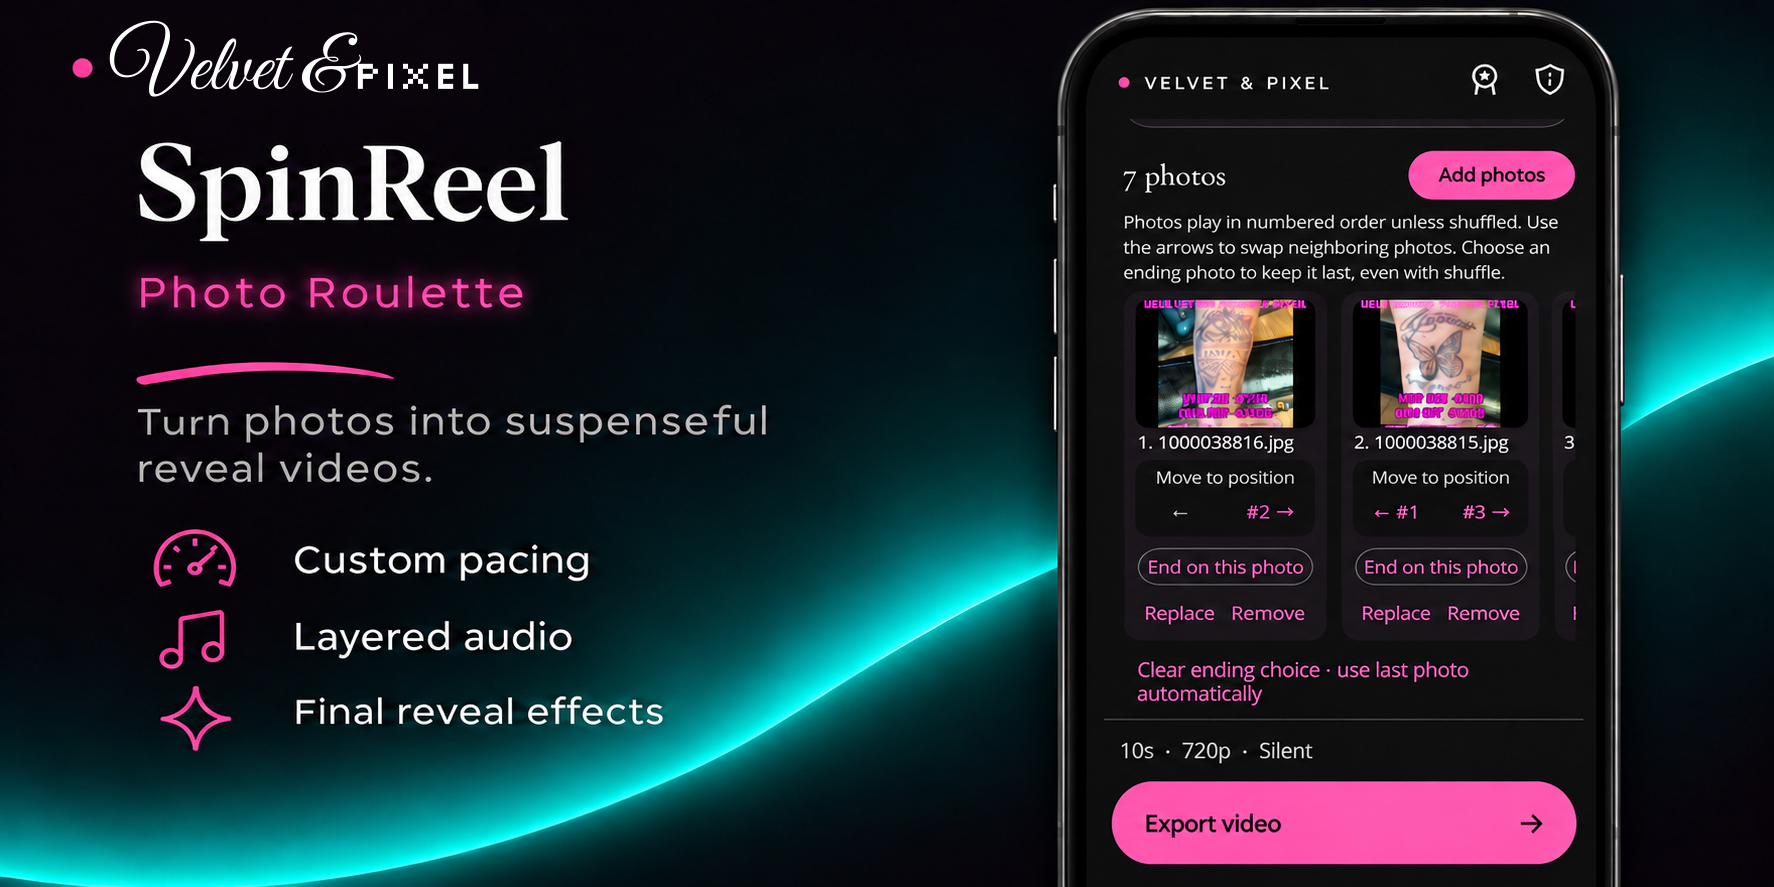 Velvet & PIXEL
SpinReel
Photo Roulette
Turn photos into suspenseful
reveal videos.
Custom pacing
Layered audio
Final reveal effects
VELVET & PIXEL
7 photos
Add photos
Photos play in numbered order unless shuffled. Use
the arrows to swap neighboring photos. Choose an
ending photo to keep it last, even with shuffle.
1. 1000038816.jpg
2. 1000038815.jpg
3
Move to position
Move to position
← #2 →
← #1 #3 →
End on this photo
End on this photo
Replace Remove
Replace Remove
Clear ending choice · use last photo
automatically
10s · 720p · Silent
Export video →